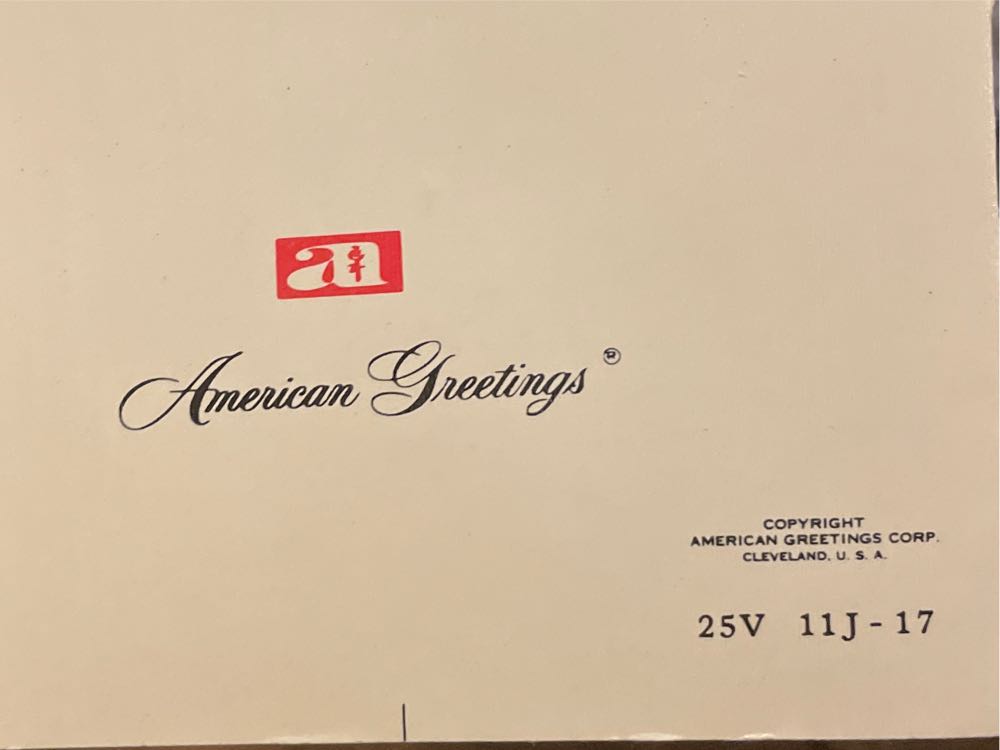 a
American Greetings ®
COPYRIGHT
AMERICAN GREETINGS CORP.
CLEVELAND, U. S. A.
25V 11J - 17